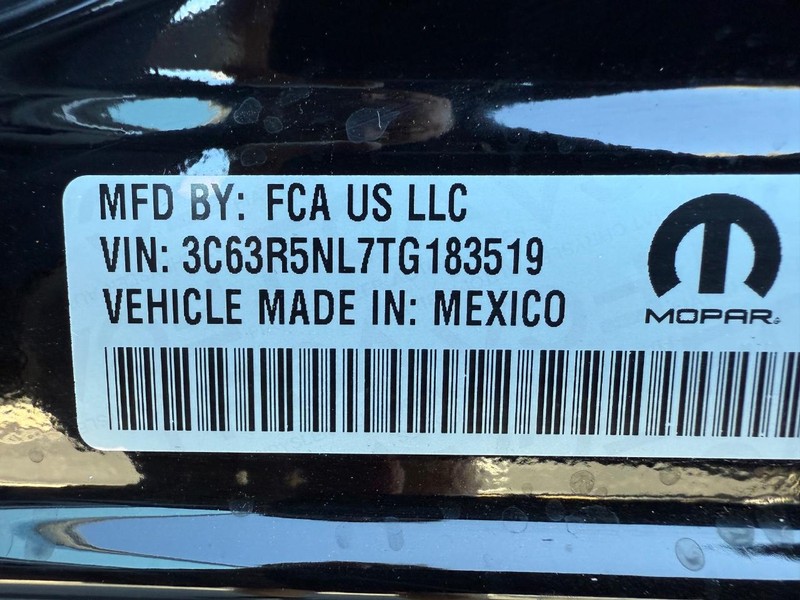 MFD BY: FCA US LLC
VIN: 3C63R5NL7TG183519
VEHICLE MADE IN: MEXICO
MOPAR